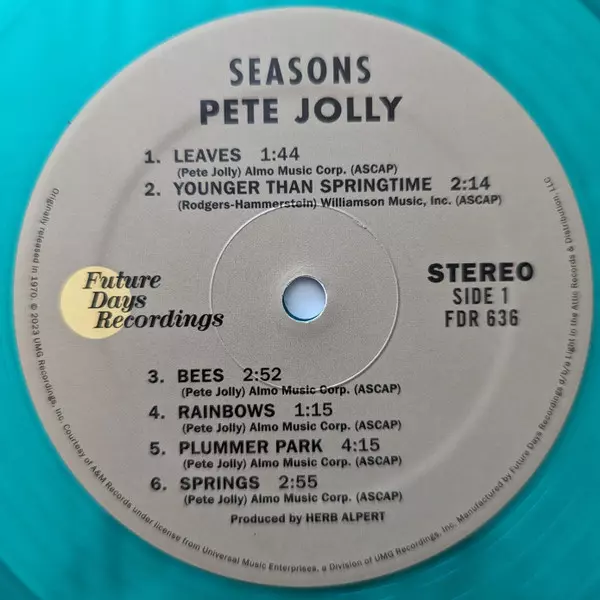 SEASONS
PETE JOLLY
1. LEAVES 1:44
(Pete Jolly) Almo Music Corp. (ASCAP)
2. YOUNGER THAN SPRINGTIME 2:14
(Rodgers-Hammerstein) Williamson Music, Inc. (ASCAP)
Future
Days
Recordings
STEREO
SIDE 1
FDR 636
3. BEES 2:52
(Pete Jolly) Almo Music Corp. (ASCAP)
4. RAINBOWS 1:15
(Pete Jolly) Almo Music Corp. (ASCAP)
5. PLUMMER PARK 4:15
(Pete Jolly) Almo Music Corp. (ASCAP)
6. SPRINGS 2:55
(Pete Jolly) Almo Music Corp. (ASCAP)
Produced by HERB ALPERT
Originally released in 1970. © 2023 UMG Recordings, Inc. Courtesy of A&M Records under license from Universal Music Enterprises, a Division of UMG Recordings, Inc. Manufactured by Future Days Recordings d/b/a Light in the Attic Records & Distribution, LLC